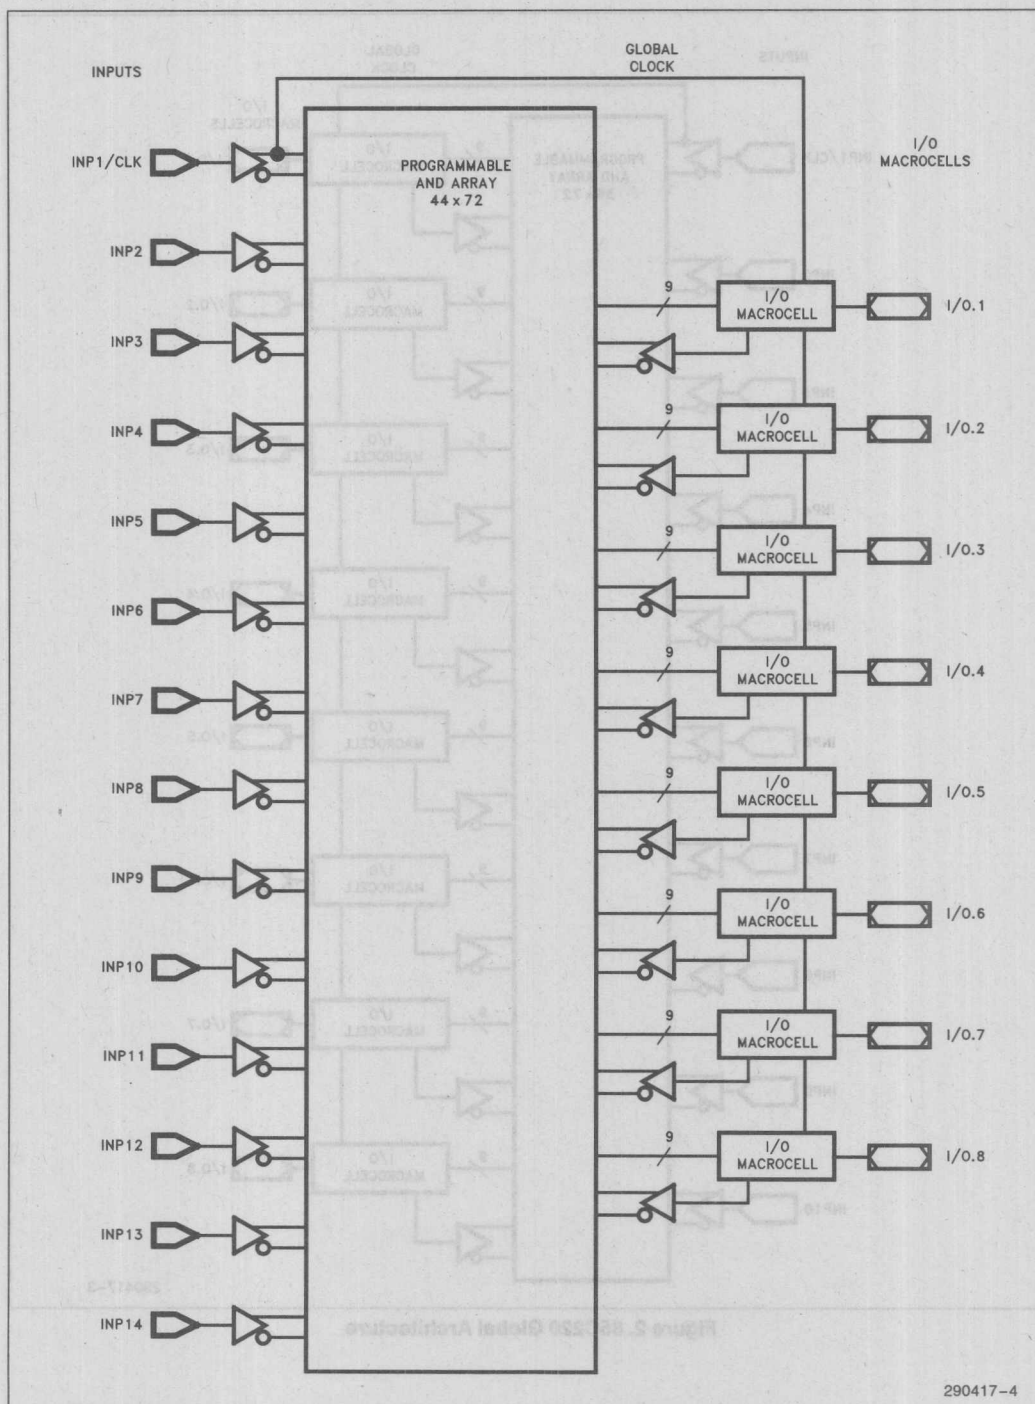 INPUTS
GLOBAL
CLOCK
I/O
MACROCELLS
PROGRAMMABLE
AND ARRAY
44 x 72
INP1/CLK
INP2
INP3
INP4
INP5
INP6
INP7
INP8
INP9
INP10
INP11
INP12
INP13
INP14
9
I/O
MACROCELL
I/O.1
9
I/O
MACROCELL
I/O.2
9
I/O
MACROCELL
I/O.3
9
I/O
MACROCELL
I/O.4
9
I/O
MACROCELL
I/O.5
9
I/O
MACROCELL
I/O.6
9
I/O
MACROCELL
I/O.7
9
I/O
MACROCELL
I/O.8
290417-4